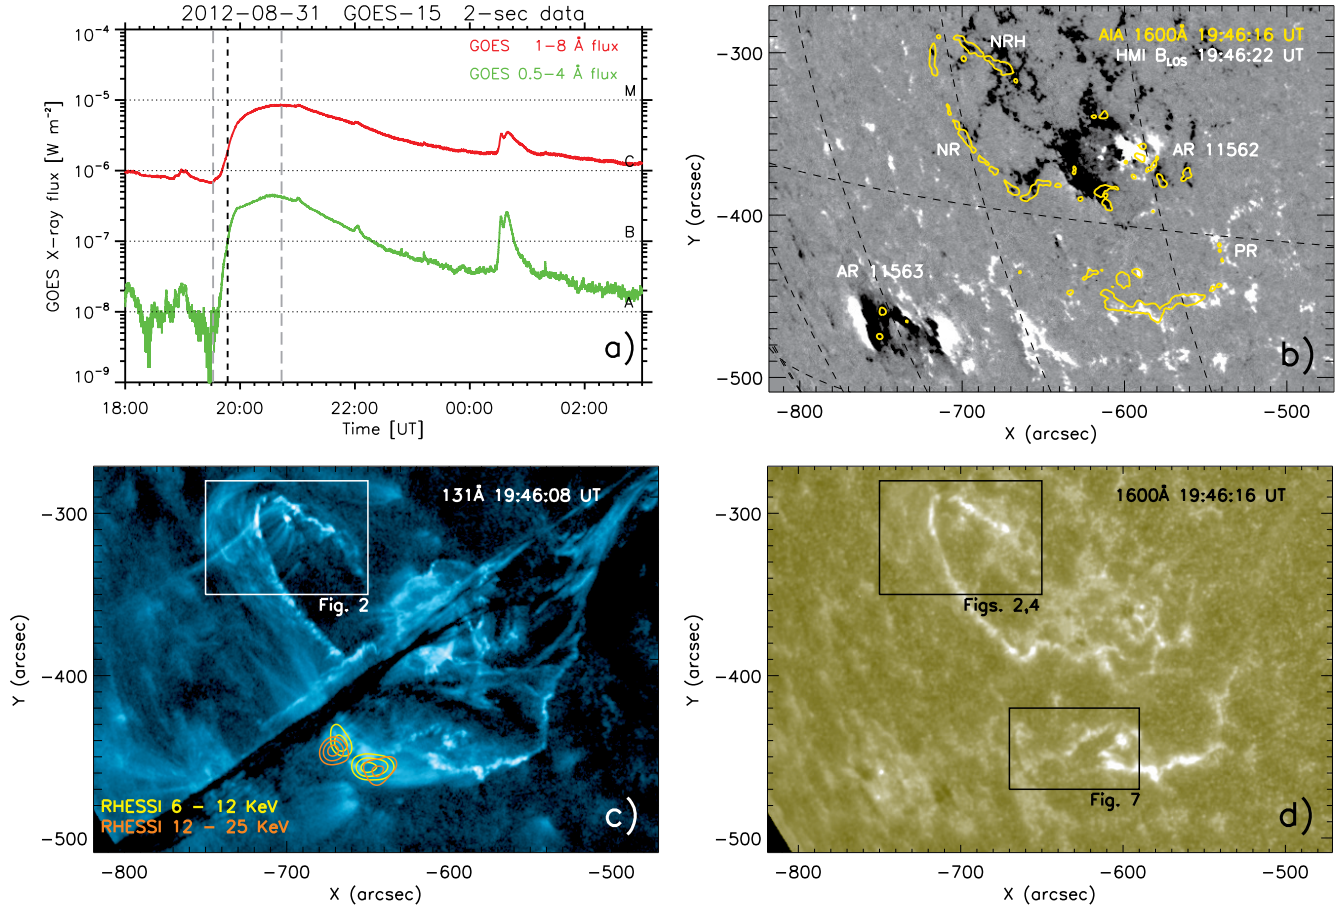 2012-08-31 GOES-15 2-sec data
GOES 1-8 Å flux
GOES 0.5-4 Å flux
10⁻⁴
10⁻⁵
10⁻⁶
10⁻⁷
10⁻⁸
10⁻⁹
GOES X-ray flux [W m⁻²]
M
C
B
A
a)
18:00 20:00 22:00 00:00 02:00
Time [UT]
AIA 1600Å 19:46:16 UT
HMI B_LOS 19:46:22 UT
NRH
NR
AR 11562
PR
AR 11563
b)
-300
-400
-500
Y (arcsec)
-800 -700 -600 -500
X (arcsec)
131Å 19:46:08 UT
Fig. 2
RHESSI 6 - 12 KeV
RHESSI 12 - 25 KeV
c)
-300
-400
-500
Y (arcsec)
-800 -700 -600 -500
X (arcsec)
1600Å 19:46:16 UT
Figs. 2,4
Fig. 7
d)
-300
-400
-500
Y (arcsec)
-800 -700 -600 -500
X (arcsec)